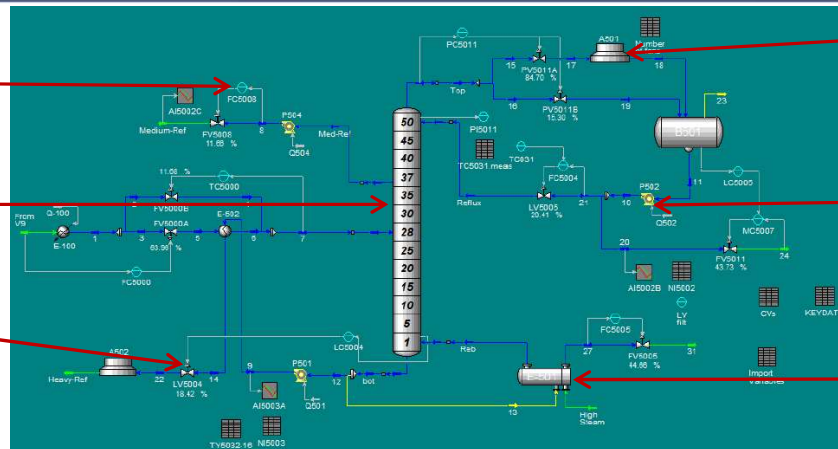 PC5011
A501
Number
15
PV5011A
84.70 %
17
18
Top
16
PV5011B
15.30 %
19
23
FC5008
AI5002C
P504
FV5008
11.68 %
8
Medium-Ref
Med-Ref
Q504
50
45
40
37
35
30
28
25
20
15
10
5
1
PI5011
TC5031 meas
TC031
FC5004
21
Reflux
LV5005
20.41 %
10
P502
Q502
11
LC5005
MC5007
FV5011
43.73 %
24
20
AI5002B
NI5002
LV
filt
CVs
KEYDAT
11.68 %
TC5000
FV5000B
Q-100
From
V9
E-100
1
3
FV5000A
5
E-502
6
7
FC5000
A502
Heavy-Ref
22
LV5004
18.42 %
14
LC5004
9
P501
12
bot
Q501
AI5003A
TY5032-16
NI5003
Reb
13
High
Steam
27
FC5005
FV5005
44.66 %
31
Import
Variables